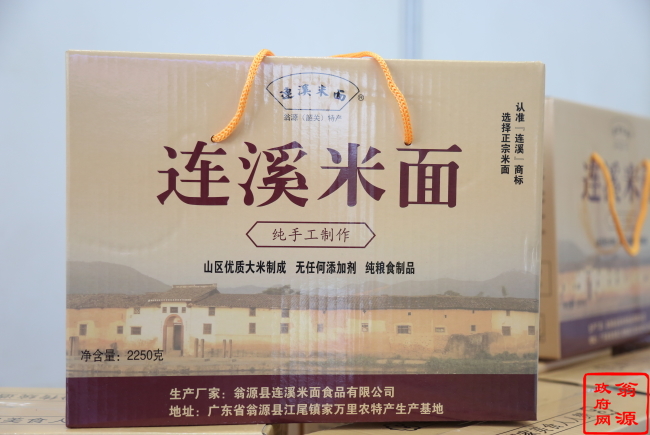 连溪米面®
翁源（韶关）特产
认准“连溪”商标
选择正宗米面
连溪米面
纯手工制作
山区优质大米制成 无任何添加剂 纯粮食制品
净含量：2250克
生产厂家：翁源县连溪米面食品有限公司
地址：广东省翁源县江尾镇家万里农特产生产基地
连溪米
翁源
政府网